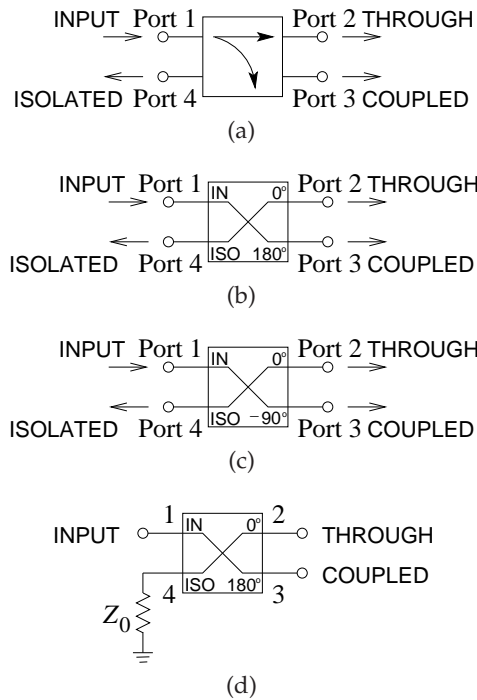 INPUT Port 1 Port 2 THROUGH
ISOLATED Port 4 Port 3 COUPLED
(a)
INPUT Port 1 IN 0° Port 2 THROUGH
ISOLATED Port 4 ISO 180° Port 3 COUPLED
(b)
INPUT Port 1 IN 0° Port 2 THROUGH
ISOLATED Port 4 ISO −90° Port 3 COUPLED
(c)
INPUT 1 IN 0° 2 THROUGH
4 ISO 180° 3 COUPLED
Z0
(d)